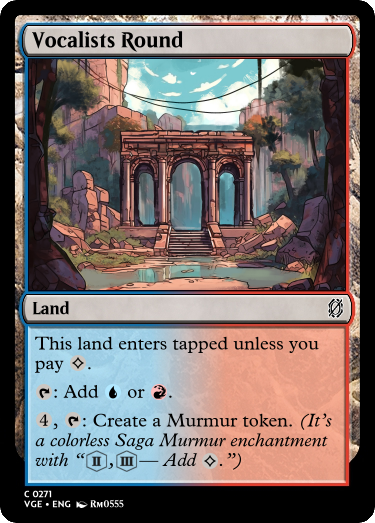 Vocalists Round
Land
This land enters tapped unless you
pay {C}.
{T}: Add {U} or {R}.
4, {T}: Create a Murmur token. (It's
a colorless Saga Murmur enchantment
with “II, III— Add {C}.”)
C 0271
VGE • ENG RM0555